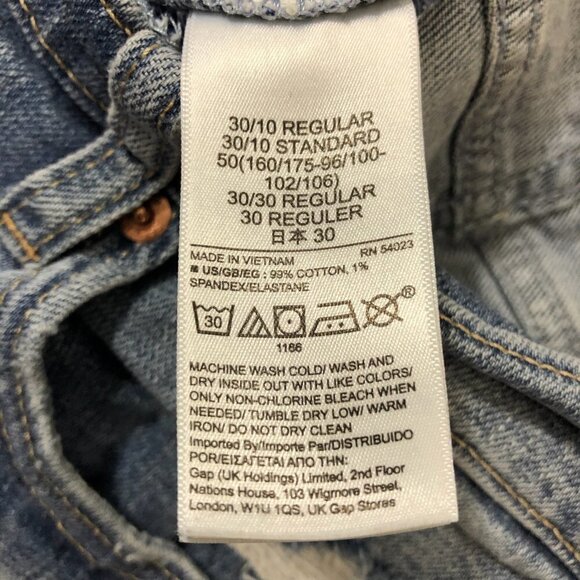 30/10 REGULAR
30/10 STANDARD
50(160/175-96/100-
102/106)
30/30 REGULAR
30 REGULER
日本 30
MADE IN VIETNAM RN 54023
US/GB/EG : 99% COTTON, 1%
SPANDEX/ELASTANE
30 ®
1166
MACHINE WASH COLD/ WASH AND
DRY INSIDE OUT WITH LIKE COLORS/
ONLY NON-CHLORINE BLEACH WHEN
NEEDED/ TUMBLE DRY LOW/ WARM
IRON/ DO NOT DRY CLEAN
Imported By/Importe Par/DISTRIBUIDO
POR/ΕΙΣΑΓΕΤΑΙ ΑΠΟ ΤΗΝ:
Gap (UK Holdings) Limited, 2nd Floor
Nations House, 103 Wigmore Street,
London, W1U 1QS, UK Gap Stores